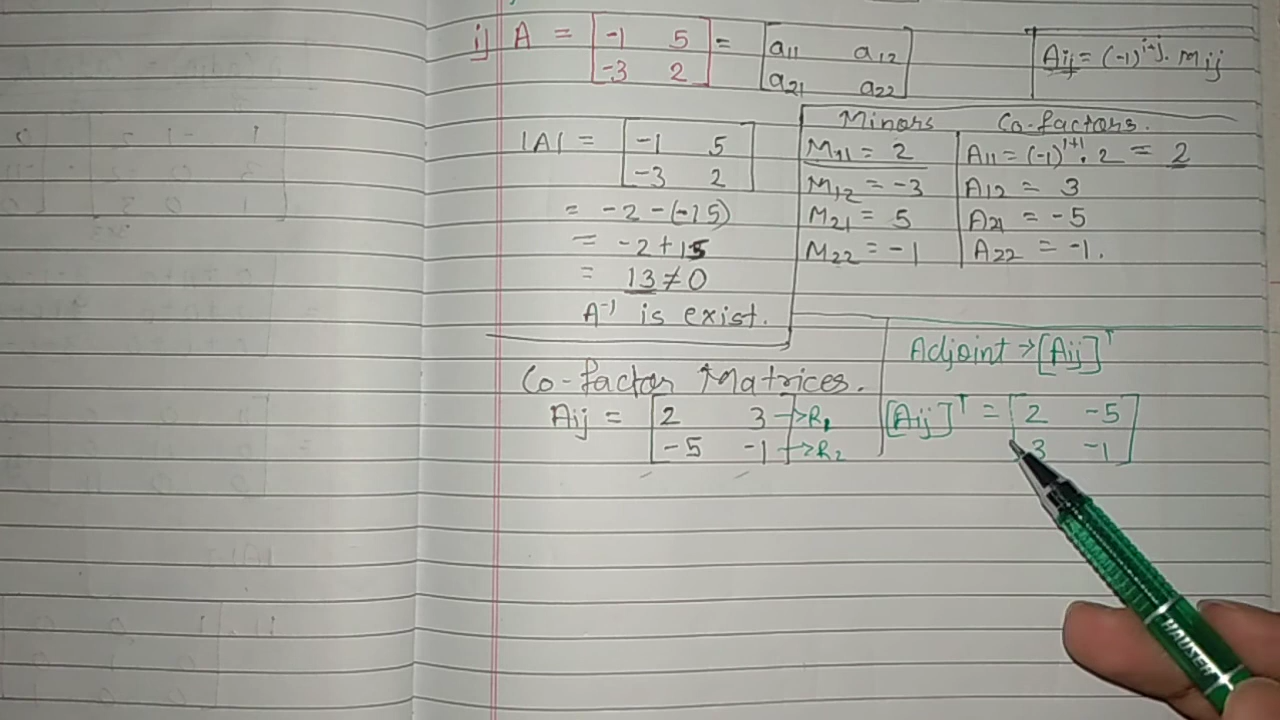 i) A = [-1 5 = [a11 a12
-3 2] a21 a22]
Aij = (-1)^i+j . Mij
|A| = [-1 5
-3 2]
= -2-(-15)
= -2+15
= 13 ≠ 0
A^-1 is exist.
Minors Co-factors.
M11 = 2 A11 = (-1)^1+1 . 2 = 2
M12 = -3 A12 = 3
M21 = 5 A21 = -5
M22 = -1 A22 = -1.
Co-factor Matrices.
Aij = [2 3 → R1
-5 -1] → R2
Adjoint → [Aij]^T
[Aij]^T = [2 -5
3 -1]
HAUSER